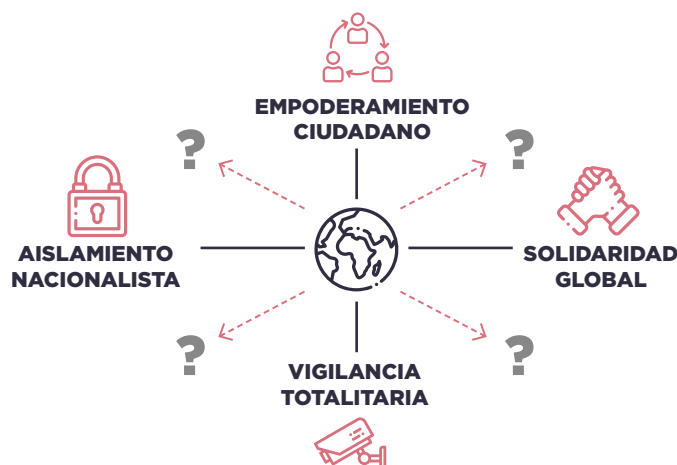 EMPODERAMIENTO
CIUDADANO
? ?
AISLAMIENTO
NACIONALISTA
SOLIDARIDAD
GLOBAL
? ?
VIGILANCIA
TOTALITARIA